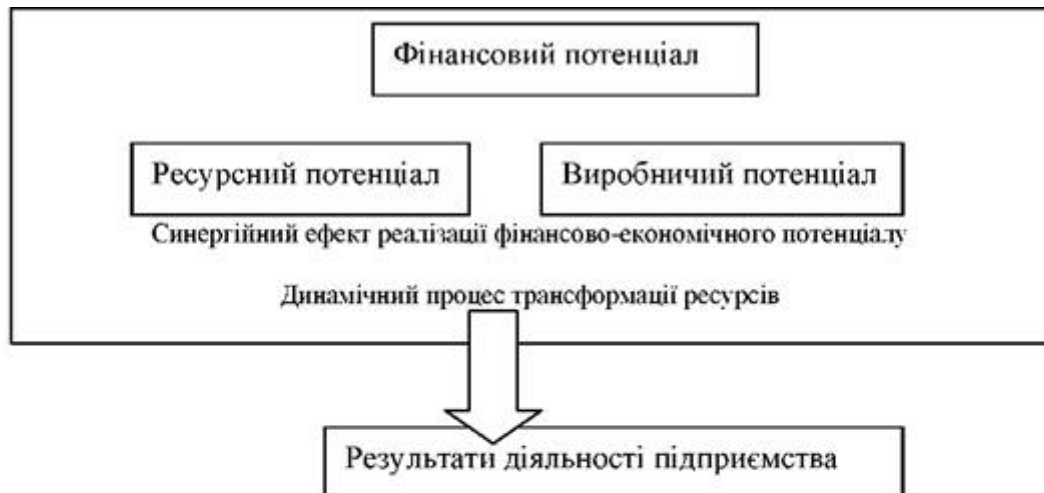 Фінансовий потенціал
Ресурсний потенціал
Виробничий потенціал
Синергійний ефект реалізації фінансово-економічного потенціалу
Динамічний процес трансформації ресурсів
Результати діяльності підприємства